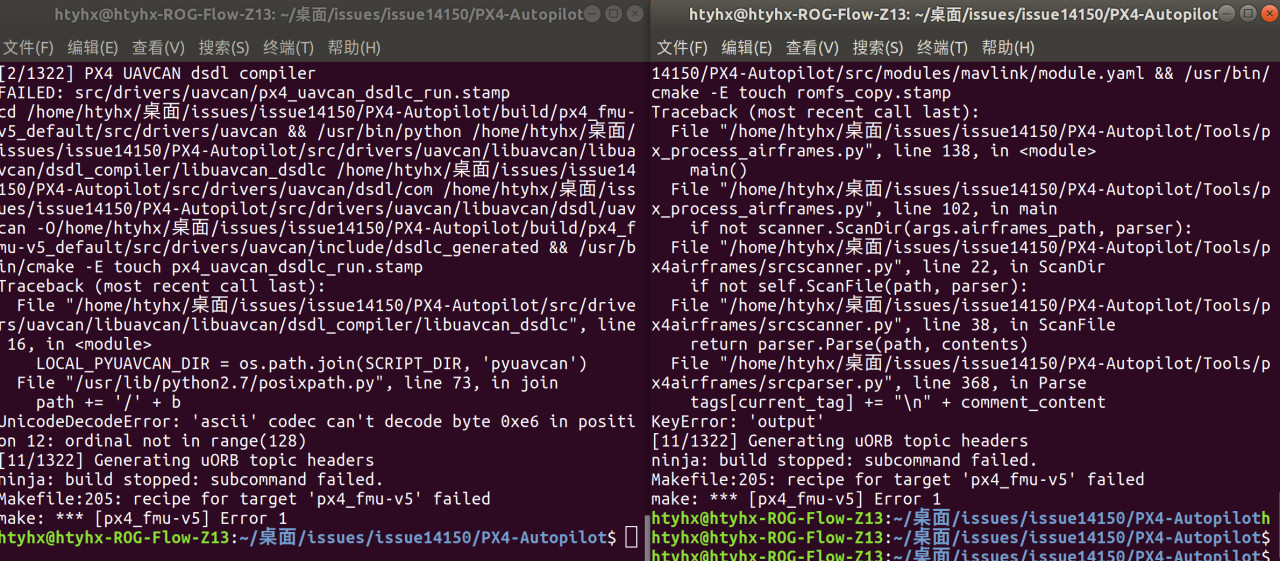 htyhx@htyhx-ROG-Flow-Z13: ~/桌面/issues/issue14150/PX4-Autopilot
文件(F) 编辑(E) 查看(V) 搜索(S) 终端(T) 帮助(H)
[2/1322] PX4 UAVCAN dsdl compiler
FAILED: src/drivers/uavcan/px4_uavcan_dsdlc_run.stamp
cd /home/htyhx/桌面/issues/issue14150/PX4-Autopilot/build/px4_fmu-
v5_default/src/drivers/uavcan && /usr/bin/python /home/htyhx/桌面/
issues/issue14150/PX4-Autopilot/src/drivers/uavcan/libuavcan/libua
vcan/dsdl_compiler/libuavcan_dsdlc /home/htyhx/桌面/issues/issue14
150/PX4-Autopilot/src/drivers/uavcan/dsdl/com /home/htyhx/桌面/iss
ues/issue14150/PX4-Autopilot/src/drivers/uavcan/libuavcan/dsdl/uav
can -O/home/htyhx/桌面/issues/issue14150/PX4-Autopilot/build/px4_f
mu-v5_default/src/drivers/uavcan/include/dsdlc_generated && /usr/b
in/cmake -E touch px4_uavcan_dsdlc_run.stamp
Traceback (most recent call last):
  File "/home/htyhx/桌面/issues/issue14150/PX4-Autopilot/src/drive
rs/uavcan/libuavcan/libuavcan/dsdl_compiler/libuavcan_dsdlc", line
 16, in <module>
    LOCAL_PYUAVCAN_DIR = os.path.join(SCRIPT_DIR, 'pyuavcan')
  File "/usr/lib/python2.7/posixpath.py", line 73, in join
    path += '/' + b
UnicodeDecodeError: 'ascii' codec can't decode byte 0xe6 in positi
on 12: ordinal not in range(128)
[11/1322] Generating uORB topic headers
ninja: build stopped: subcommand failed.
Makefile:205: recipe for target 'px4_fmu-v5' failed
make: *** [px4_fmu-v5] Error 1
htyhx@htyhx-ROG-Flow-Z13:~/桌面/issues/issue14150/PX4-Autopilot$
htyhx@htyhx-ROG-Flow-Z13: ~/桌面/issues/issue14150/PX4-Autopilot
文件(F) 编辑(E) 查看(V) 搜索(S) 终端(T) 帮助(H)
14150/PX4-Autopilot/src/modules/mavlink/module.yaml && /usr/bin/
cmake -E touch romfs_copy.stamp
Traceback (most recent call last):
  File "/home/htyhx/桌面/issues/issue14150/PX4-Autopilot/Tools/p
x_process_airframes.py", line 138, in <module>
    main()
  File "/home/htyhx/桌面/issues/issue14150/PX4-Autopilot/Tools/p
x_process_airframes.py", line 102, in main
    if not scanner.ScanDir(args.airframes_path, parser):
  File "/home/htyhx/桌面/issues/issue14150/PX4-Autopilot/Tools/p
x4airframes/srcscanner.py", line 22, in ScanDir
    if not self.ScanFile(path, parser):
  File "/home/htyhx/桌面/issues/issue14150/PX4-Autopilot/Tools/p
x4airframes/srcscanner.py", line 38, in ScanFile
    return parser.Parse(path, contents)
  File "/home/htyhx/桌面/issues/issue14150/PX4-Autopilot/Tools/p
x4airframes/srcparser.py", line 368, in Parse
    tags[current_tag] += "\n" + comment_content
KeyError: 'output'
[11/1322] Generating uORB topic headers
ninja: build stopped: subcommand failed.
Makefile:205: recipe for target 'px4_fmu-v5' failed
make: *** [px4_fmu-v5] Error 1
htyhx@htyhx-ROG-Flow-Z13:~/桌面/issues/issue14150/PX4-Autopiloth
htyhx@htyhx-ROG-Flow-Z13:~/桌面/issues/issue14150/PX4-Autopilot$
htyhx@htyhx-ROG-Flow-Z13:~/桌面/issues/issue14150/PX4-Autopilot$